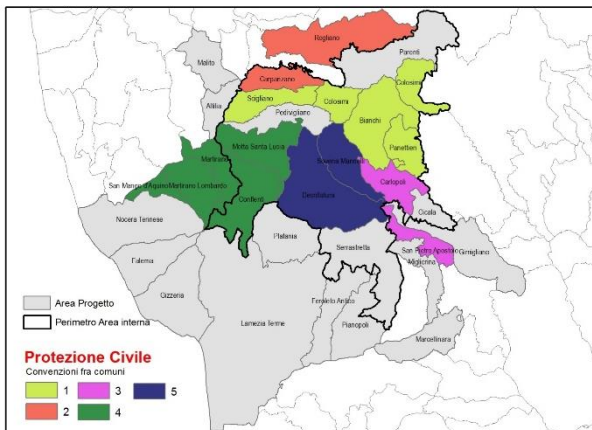 Rogliano
Parenti
Malito
Carpanzano
Colosimi
Altilia
Scigliano
Colosimi
Pedivigliano
Bianchi
Motta Santa Lucia
Panettieri
Soveria Mannelli
Martirano
San Mango d'Aquino
Martirano Lombardo
Carlopoli
Conflenti
Decollatura
Cicala
Nocera Terinese
Platania
Serrastretta
San Pietro Apostolo
Gimigliano
Miglierina
Falerna
Gizzeria
Feroleto Antico
Lamezia Terme
Pianopoli
Marcellinara
Area Progetto
Perimetro Area interna
Protezione Civile
Convenzioni fra comuni
1 3 5
2 4